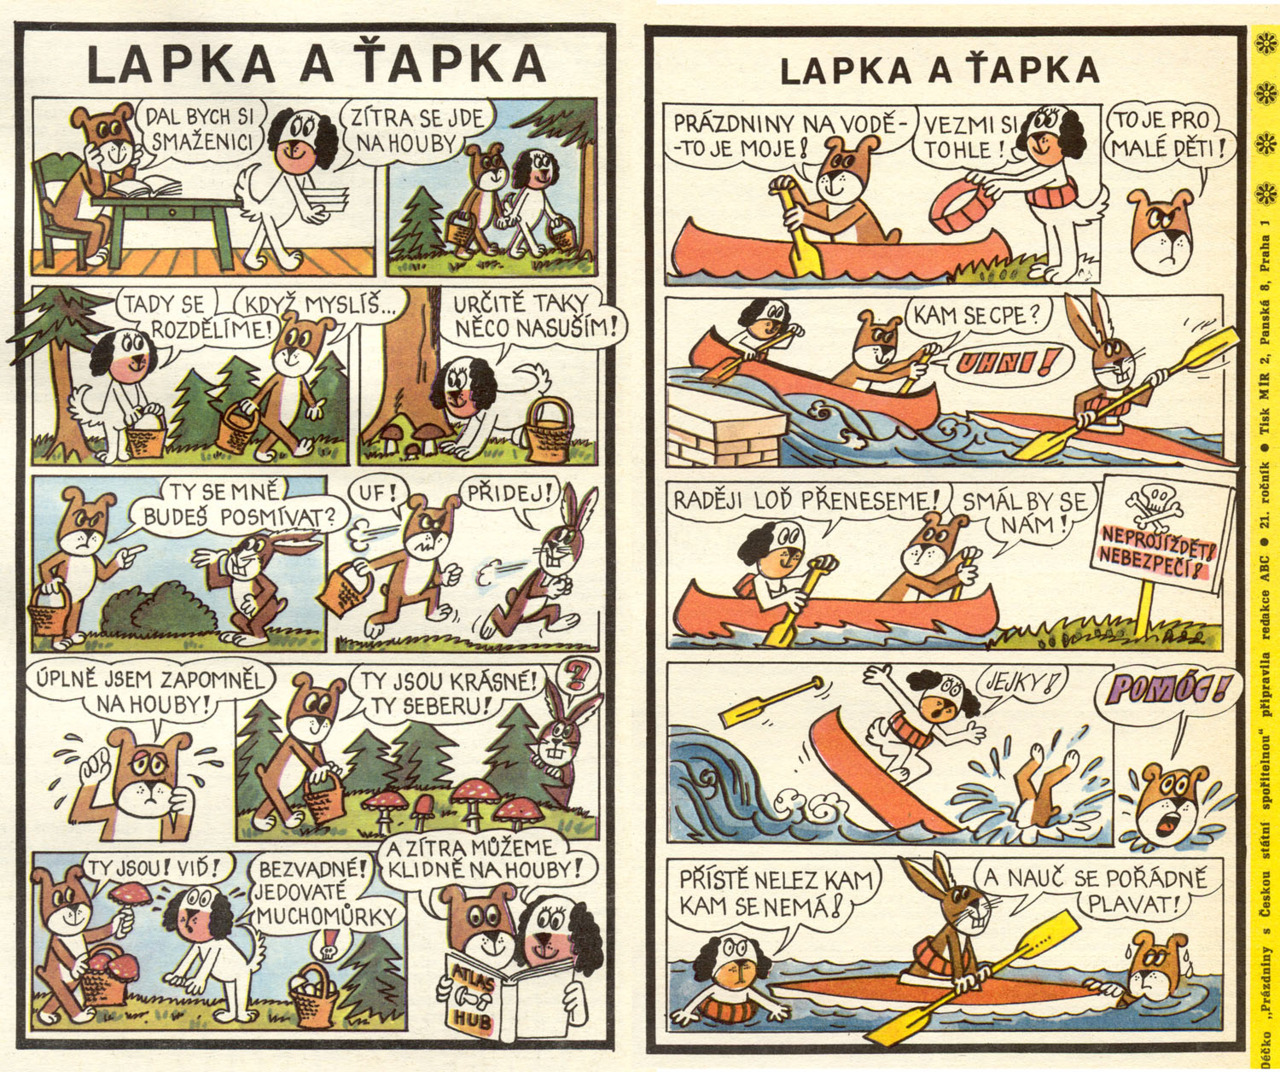 LAPKA A ŤAPKA
DAL BYCH SI
SMAŽENICI
ZÍTRA SE JDE
NA HOUBY
TADY SE
ROZDĚLÍME!
KDYŽ MYSLÍŠ...
URČITĚ TAKY
NĚCO NASUŠÍM!
TY SE MNĚ
BUDEŠ POSMÍVAT?
UF!
PŘIDEJ!
ÚPLNĚ JSEM ZAPOMNĚL
NA HOUBY!
TY JSOU KRÁSNÉ!
TY SEBERU!
?
TY JSOU! VIĎ!
BEZVADNÉ!
JEDOVATÉ
MUCHOMŮRKY
!
A ZÍTRA MŮŽEME
KLIDNĚ NA HOUBY!
ATLAS
HUB
LAPKA A ŤAPKA
PRÁZDNINY NA VODĚ-
-TO JE MOJE!
VEZMI SI
TOHLE!
TO JE PRO
MALÉ DĚTI!
KAM SE CPE?
UHNI!
RADĚJI LOĎ PŘENESEME!
SMÁL BY SE
NÁM!
NEPROJÍŽDĚT!
NEBEZPEČÍ!
JEJKY!
POMÓC!
PŘÍSTĚ NELEZ KAM
KAM SE NEMÁ!
A NAUČ SE POŘÁDNĚ
PLAVAT!
Déčko „Prázdniny s Českou státní spořitelnou" připravila redakce ABC ● 21. ročník ● Tisk MÍR 2, Panská 8, Praha 1